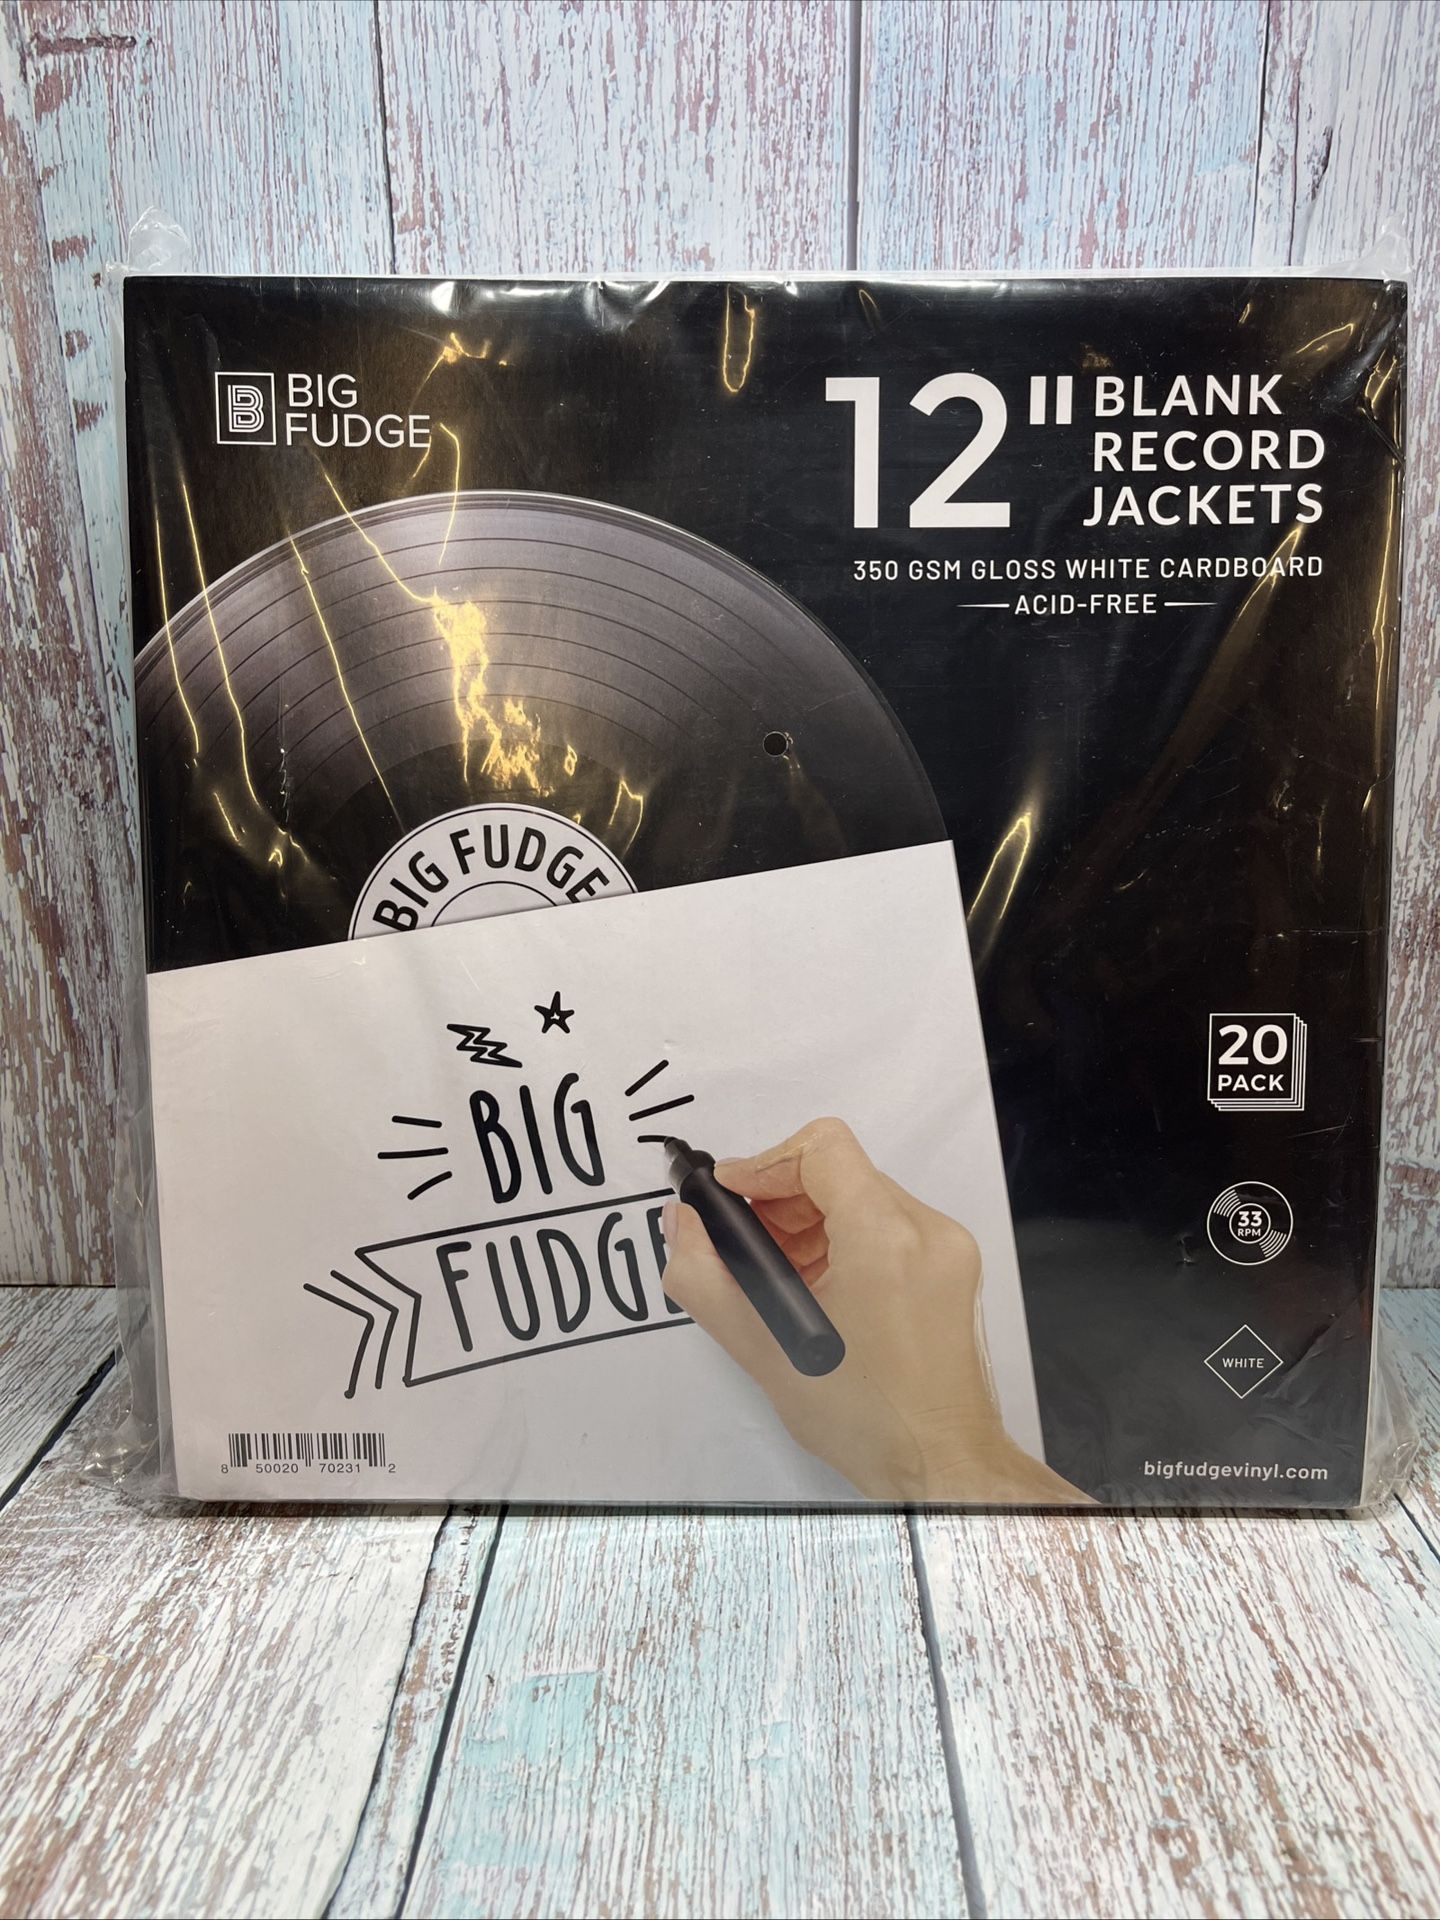 BIG
FUDGE
12" BLANK
RECORD
JACKETS
350 GSM GLOSS WHITE CARDBOARD
ACID-FREE
BIG FUDGE
BIG
FUDGE
20
PACK
33
RPM
WHITE
8 50020 70231 2
bigfudgevinyl.com